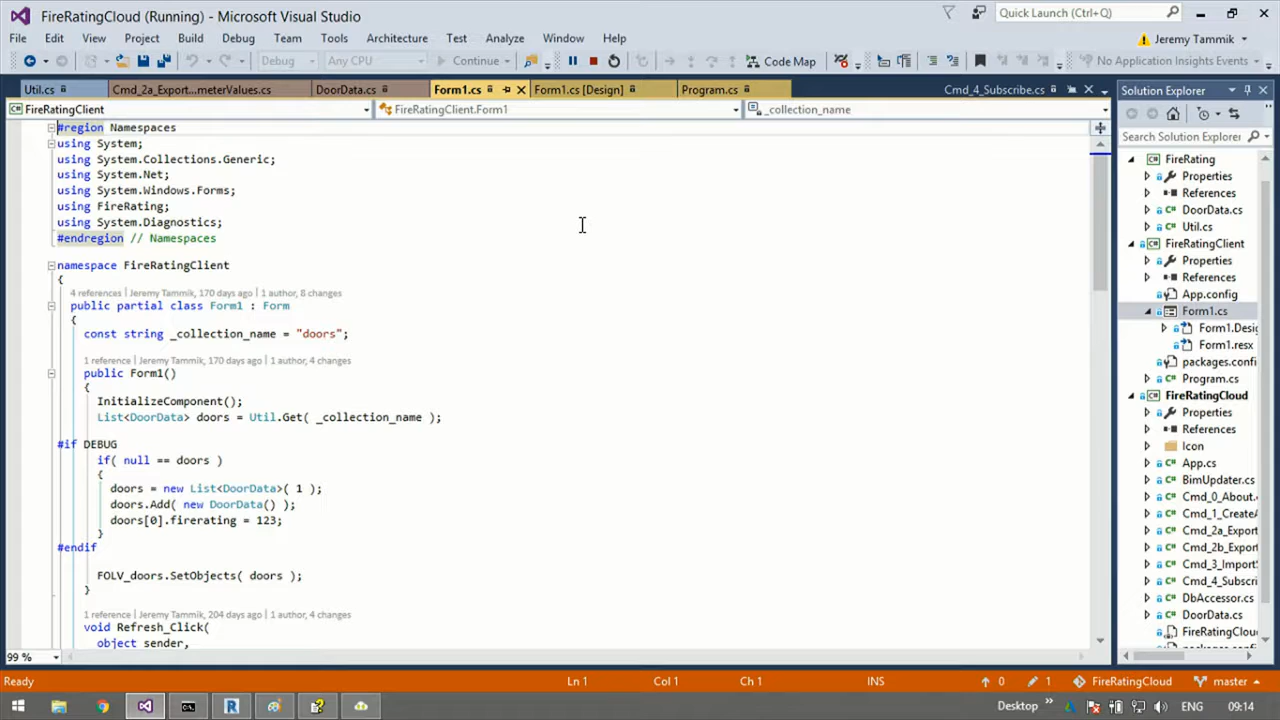 FireRatingCloud (Running) - Microsoft Visual Studio
Quick Launch (Ctrl+Q)
File Edit View Project Build Debug Team Tools Architecture Test Analyze Window Help
Jeremy Tammik
Debug Any CPU Continue Code Map No Application Insights Events
Util.cs Cmd_2a_Export...meterValues.cs DoorData.cs Form1.cs Form1.cs [Design] Program.cs Cmd_4_Subscribe.cs
FireRatingClient FireRatingClient.Form1 _collection_name
#region Namespaces
using System;
using System.Collections.Generic;
using System.Net;
using System.Windows.Forms;
using FireRating;
using System.Diagnostics;
#endregion // Namespaces
namespace FireRatingClient
{
4 references | Jeremy Tammik, 170 days ago | 1 author, 8 changes
public partial class Form1 : Form
{
const string _collection_name = "doors";
1 reference | Jeremy Tammik, 170 days ago | 1 author, 4 changes
public Form1()
{
InitializeComponent();
List<DoorData> doors = Util.Get( _collection_name );
#if DEBUG
if( null == doors )
{
doors = new List<DoorData>( 1 );
doors.Add( new DoorData() );
doors[0].firerating = 123;
}
#endif
FOLV_doors.SetObjects( doors );
}
1 reference | Jeremy Tammik, 204 days ago | 1 author, 4 changes
void Refresh_Click(
object sender,
99 %
Solution Explorer
Search Solution Explorer
FireRating
Properties
References
DoorData.cs
Util.cs
FireRatingClient
Properties
References
App.config
Form1.cs
Form1.Desi
Form1.resx
packages.confi
Program.cs
FireRatingCloud
Properties
References
Icon
App.cs
BimUpdater.cs
Cmd_0_About.
Cmd_1_CreateA
Cmd_2a_Export
Cmd_2b_Export
Cmd_3_ImportS
Cmd_4_Subscri
DbAccessor.cs
DoorData.cs
FireRatingClou
Ready Ln 1 Col 1 Ch 1 INS 0 1 FireRatingCloud master
Desktop ENG 09:14